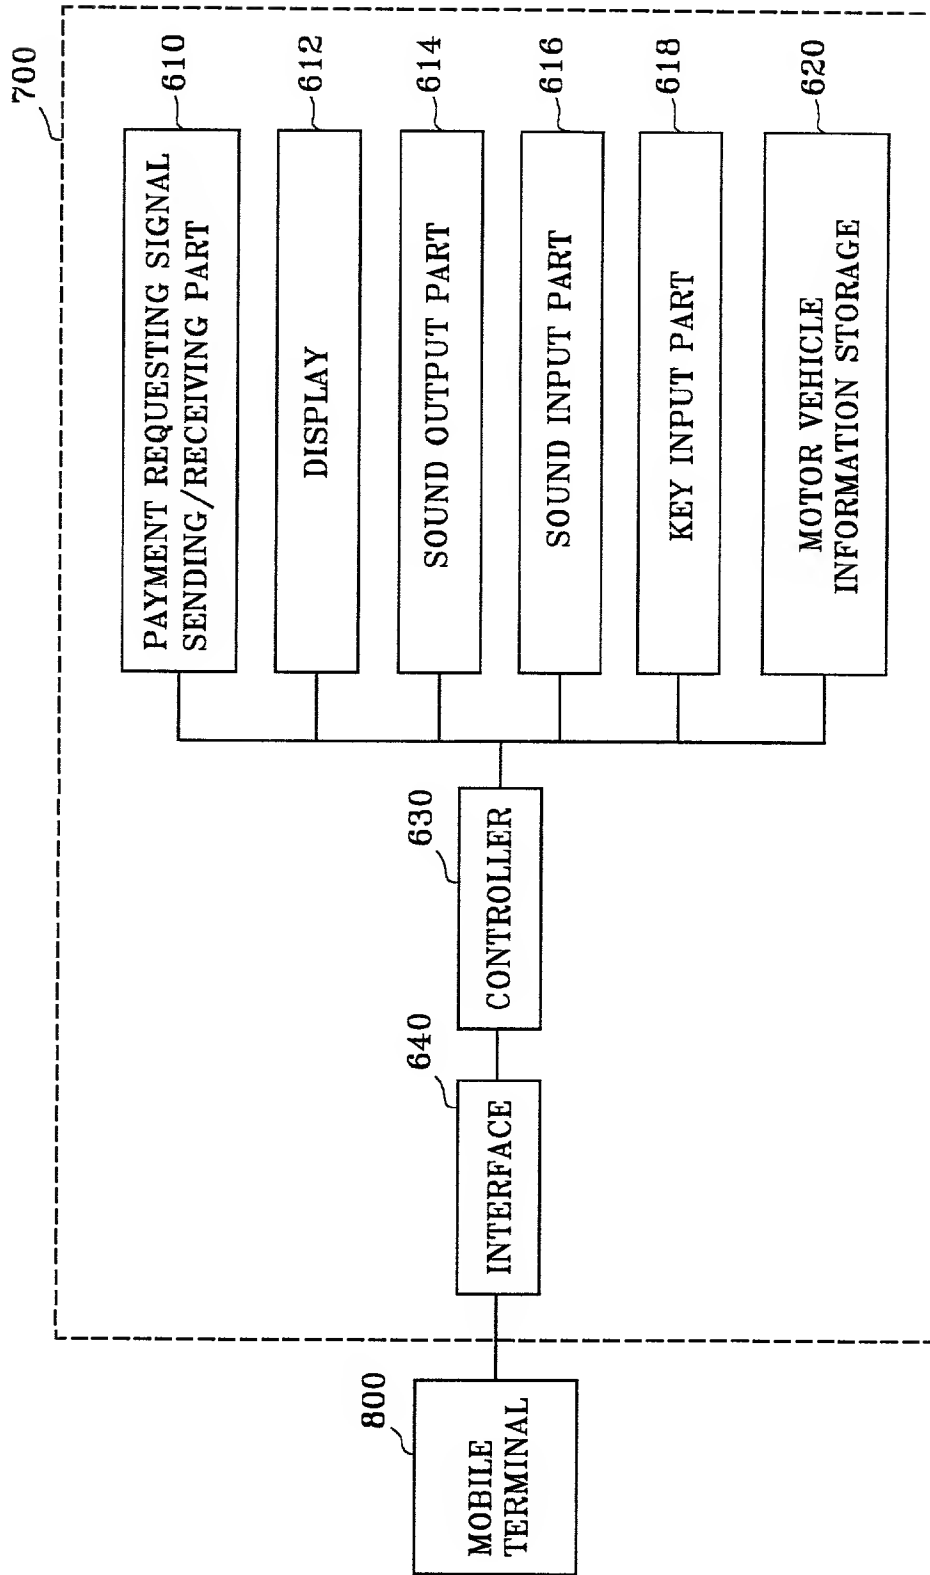 700
PAYMENT REQUESTING SIGNAL
SENDING/RECEIVING PART
610
DISPLAY
612
SOUND OUTPUT PART
614
SOUND INPUT PART
616
KEY INPUT PART
618
MOTOR VEHICLE
INFORMATION STORAGE
620
630
CONTROLLER
640
INTERFACE
800
MOBILE
TERMINAL